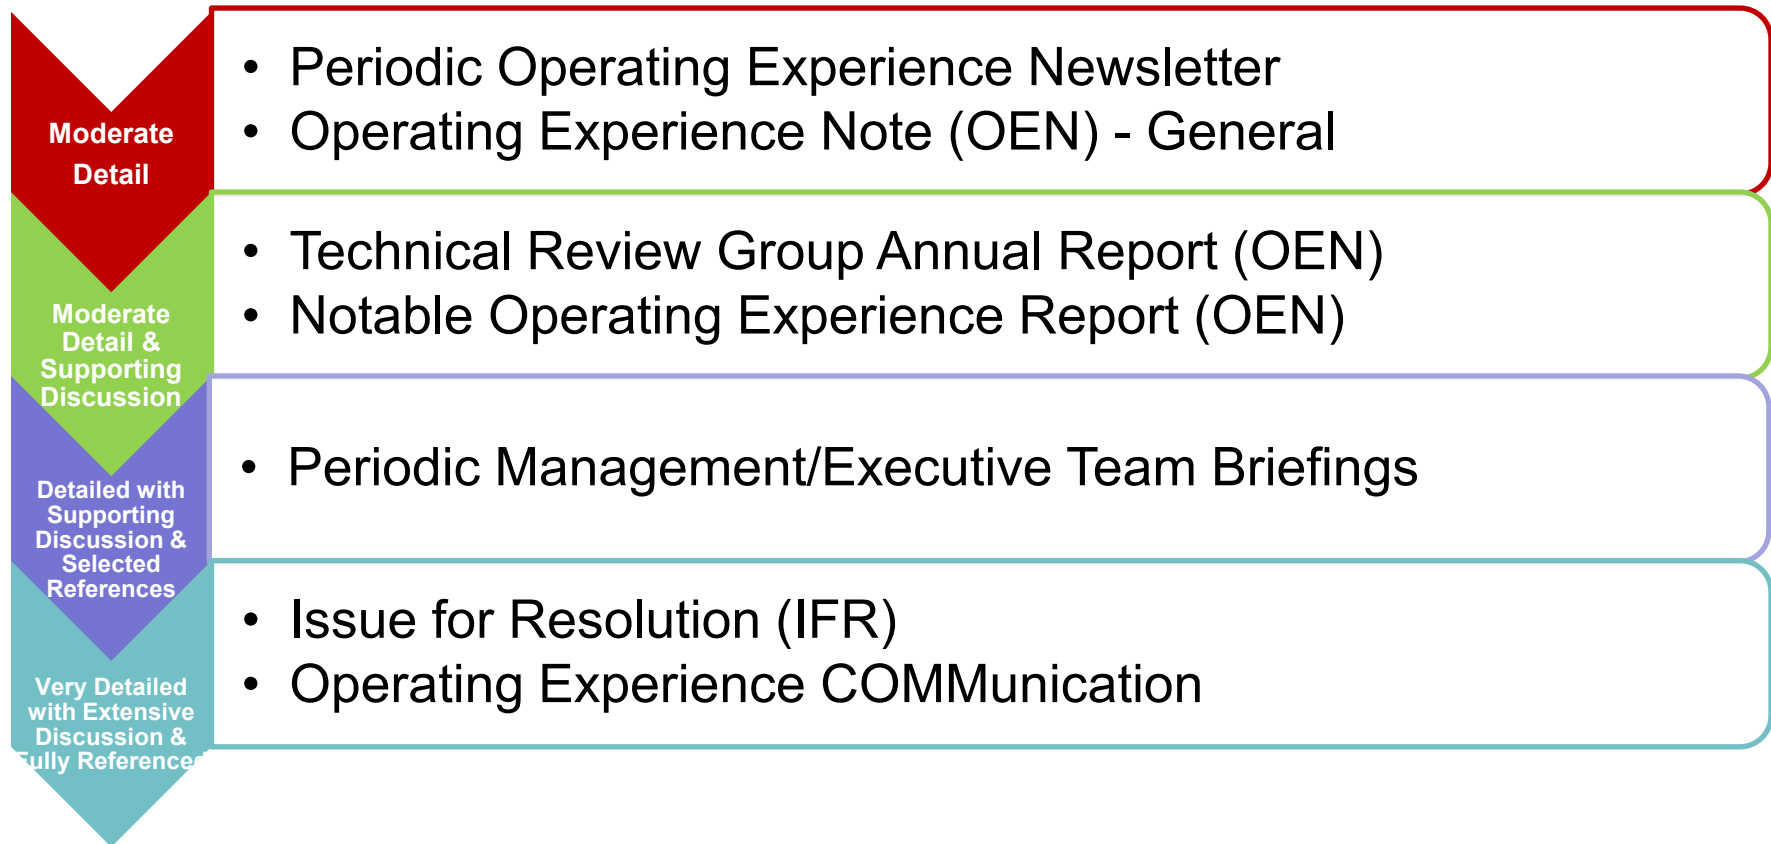 Moderate
Detail
• Periodic Operating Experience Newsletter
• Operating Experience Note (OEN) - General
Moderate
Detail &
Supporting
Discussion
• Technical Review Group Annual Report (OEN)
• Notable Operating Experience Report (OEN)
Detailed with
Supporting
Discussion &
Selected
References
• Periodic Management/Executive Team Briefings
Very Detailed
with Extensive
Discussion &
Fully Referenced
• Issue for Resolution (IFR)
• Operating Experience COMMunication